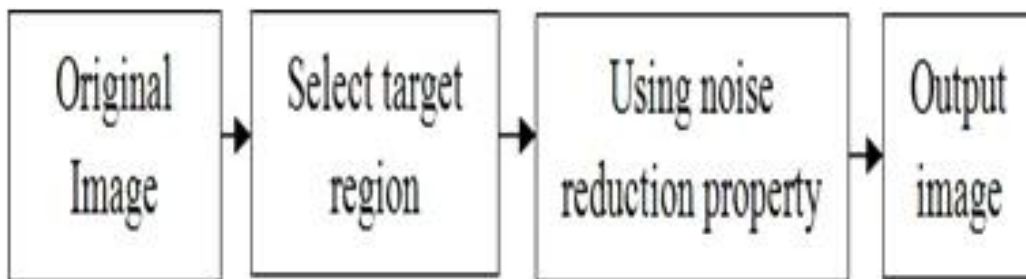 Original
Image
Select target
region
Using noise
reduction property
Output
image